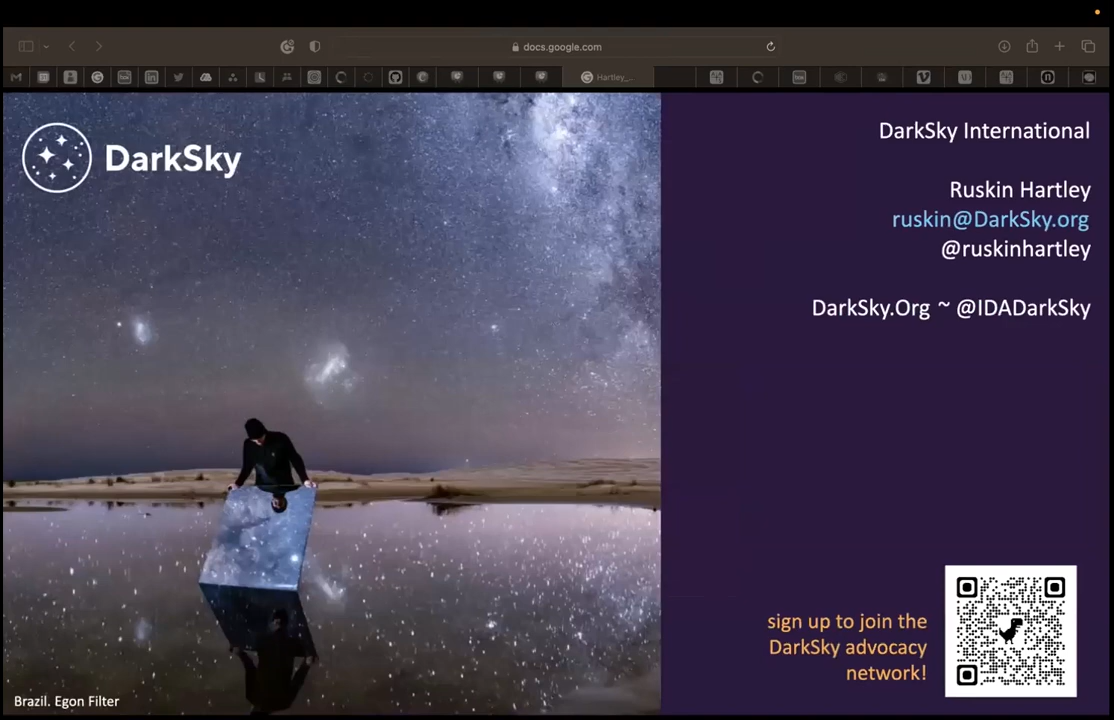 docs.google.com
Hartley_...
DarkSky
DarkSky International
Ruskin Hartley
ruskin@DarkSky.org
@ruskinhartley
DarkSky.Org ~ @IDADarkSky
sign up to join the
DarkSky advocacy
network!
Brazil. Egon Filter